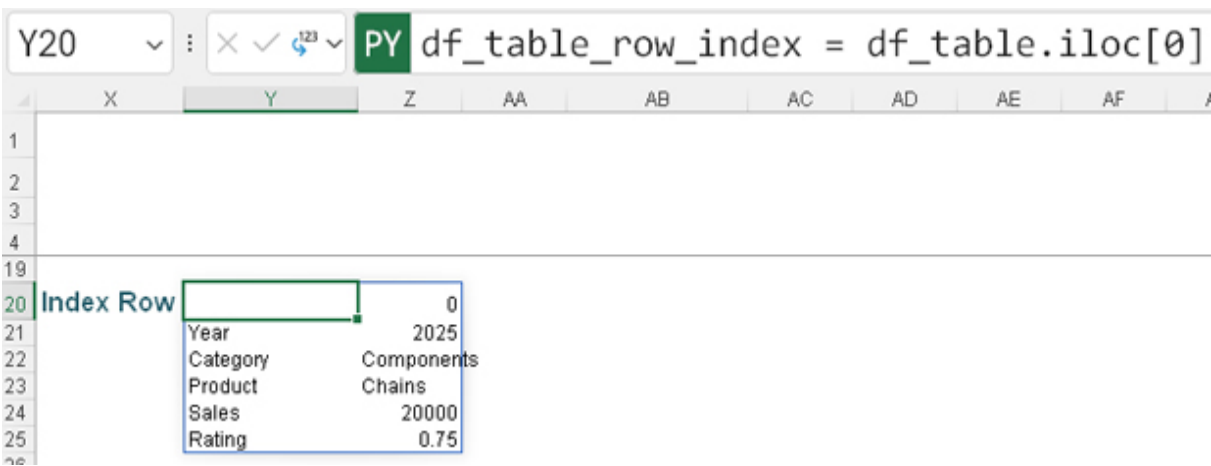 Y20 123 PY df_table_row_index = df_table.iloc[0]
X Y Z AA AB AC AD AE AF
1
2
3
4
19
20 Index Row 0
21 Year 2025
22 Category Components
23 Product Chains
24 Sales 20000
25 Rating 0.75